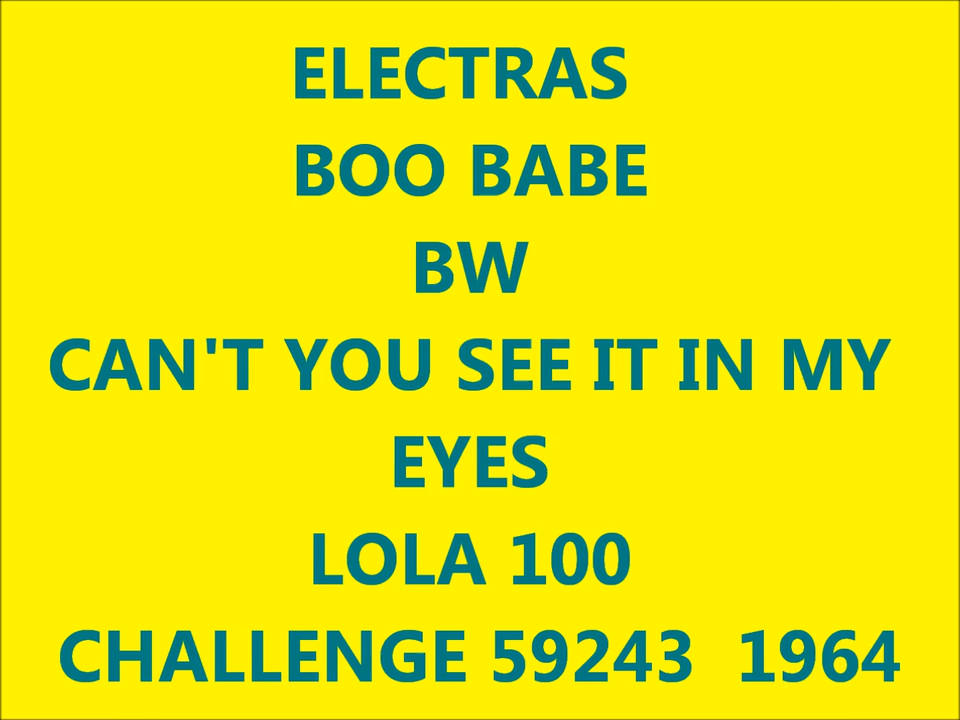 ELECTRAS
BOO BABE
BW
CAN'T YOU SEE IT IN MY
EYES
LOLA 100
CHALLENGE 59243 1964